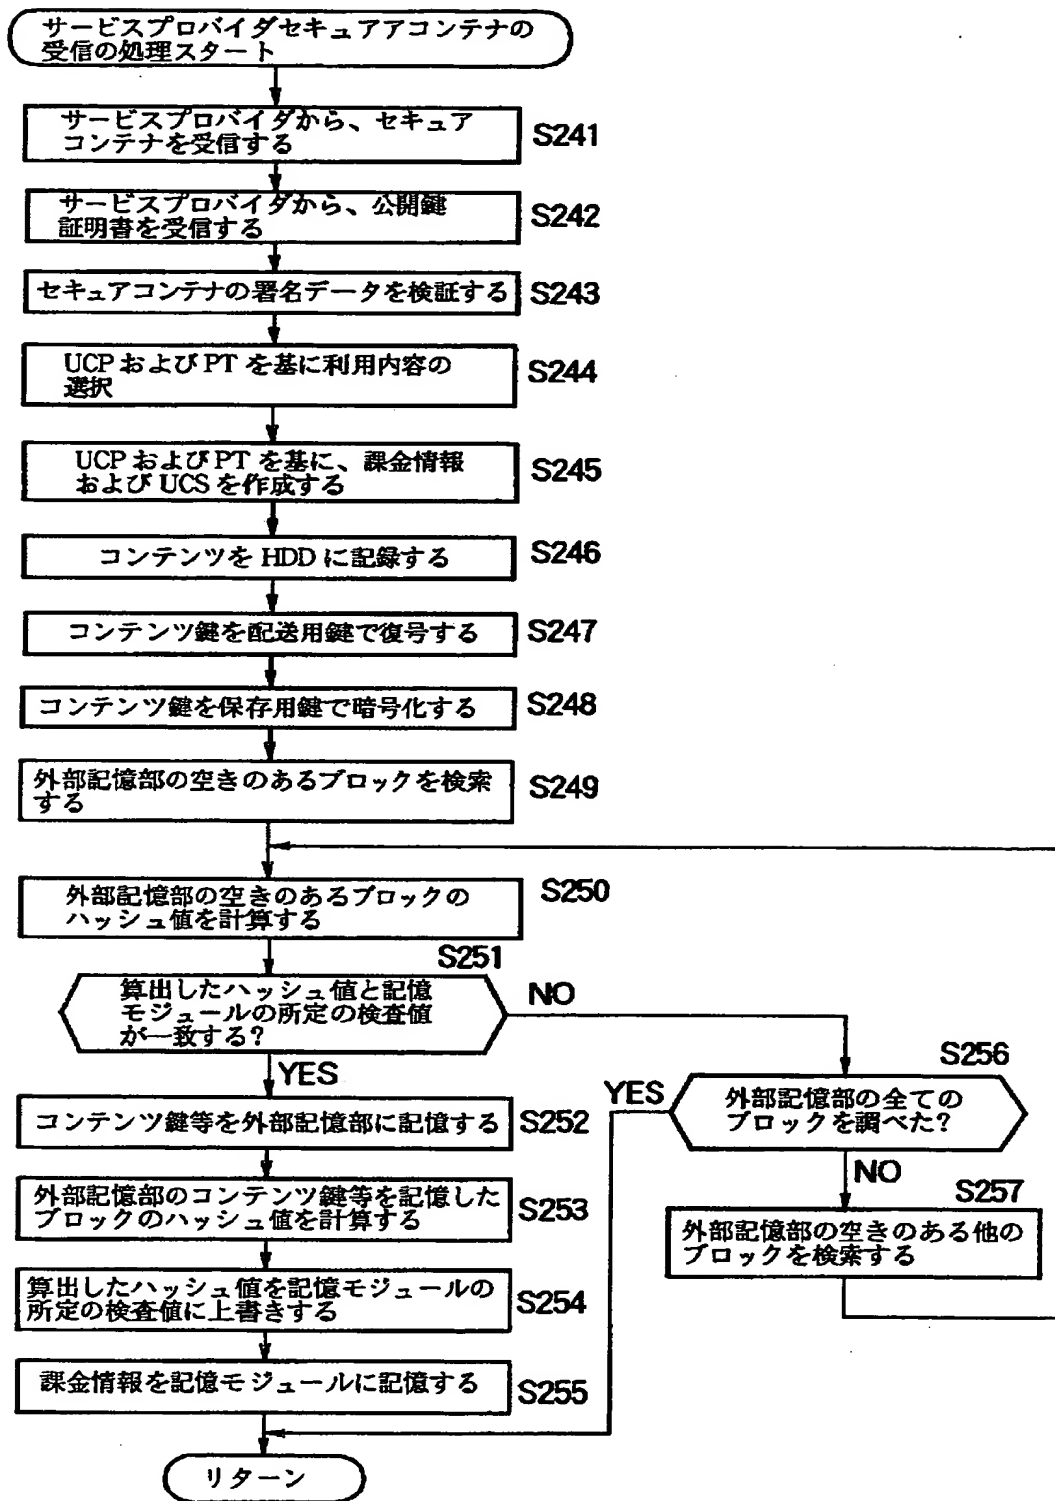 サービスプロバイダセキュアアコンテナの
受信の処理スタート
サービスプロバイダから、セキュア
コンテナを受信する
S241
サービスプロバイダから、公開鍵
証明書を受信する
S242
セキュアコンテナの署名データを検証する
S243
UCP および PT を基に利用内容の
選択
S244
UCP および PT を基に、課金情報
および UCS を作成する
S245
コンテンツを HDD に記録する
S246
コンテンツ鍵を配送用鍵で復号する
S247
コンテンツ鍵を保存用鍵で暗号化する
S248
外部記憶部の空きのあるブロックを検索
する
S249
外部記憶部の空きのあるブロックの
ハッシュ値を計算する
S250
S251
算出したハッシュ値と記憶
モジュールの所定の検査値
が一致する?
NO
YES
S256
外部記憶部の全ての
ブロックを調べた?
YES
NO
コンテンツ鍵等を外部記憶部に記憶する
S252
S257
外部記憶部の空きのある他の
ブロックを検索する
外部記憶部のコンテンツ鍵等を記憶した
ブロックのハッシュ値を計算する
S253
算出したハッシュ値を記憶モジュールの
所定の検査値に上書きする
S254
課金情報を記憶モジュールに記憶する
S255
リターン